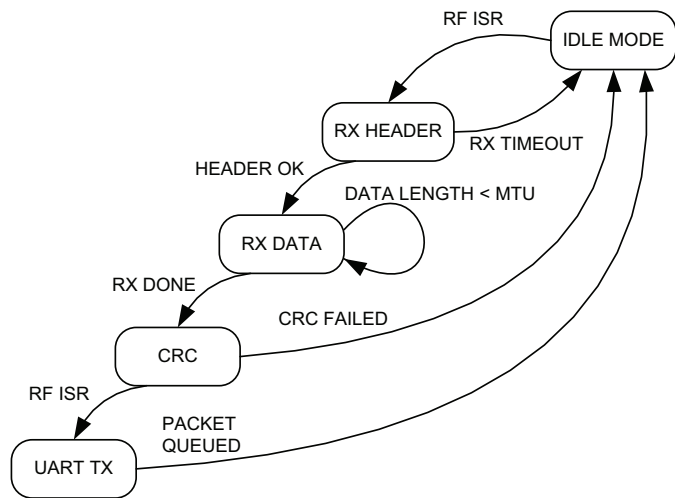 RF ISR
IDLE MODE
RX HEADER
RX TIMEOUT
HEADER OK
DATA LENGTH < MTU
RX DATA
RX DONE
CRC FAILED
CRC
RF ISR
PACKET
QUEUED
UART TX